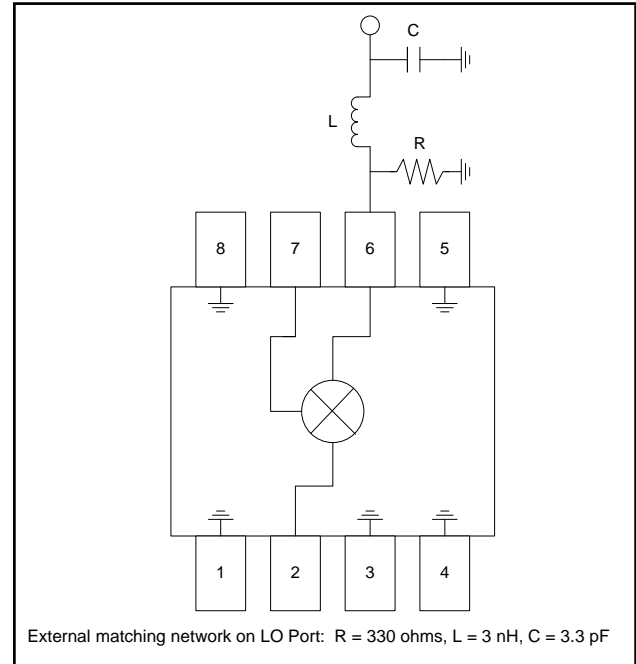 C
L
R
8 7 6 5
1 2 3 4
External matching network on LO Port: R = 330 ohms, L = 3 nH, C = 3.3 pF